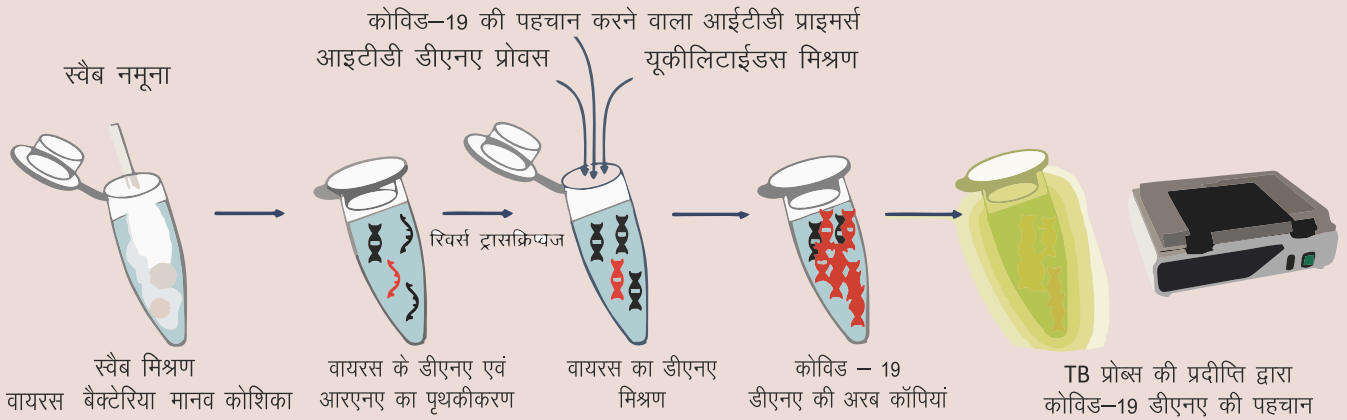 कोविड–19 की पहचान करने वाला आईटीडी प्राइमर्स
आइटीडी डीएनए प्रोवस
यूकीलिटाईडस मिश्रण
स्वैब नमूना
रिवर्स ट्रासक्रिप्वज
स्वैब मिश्रण
वायरस बैक्टेरिया मानव कोशिका
वायरस के डीएनए एवं
आरएनए का पृथकीकरण
वायरस का डीएनए
मिश्रण
कोविड – 19
डीएनए की अरब कॉपियां
TB प्रोब्स की प्रदीप्ति द्वारा
कोविड–19 डीएनए की पहचान